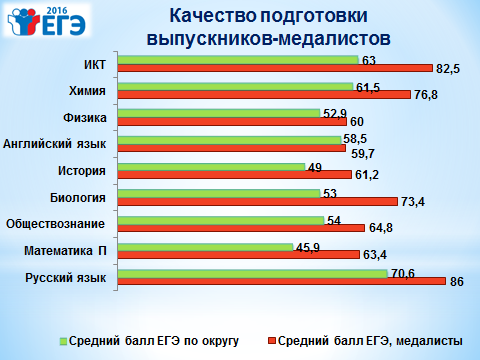 2016
ЕГЭ
Качество подготовки
выпускников-медалистов
ИКТ
63
82,5
Химия
61,5
76,8
Физика
52,9
60
Английский язык
58,5
59,7
История
49
61,2
Биология
53
73,4
Обществознание
54
64,8
Математика П
45,9
63,4
Русский язык
70,6
86
Средний балл ЕГЭ по округу
Средний балл ЕГЭ, медалисты